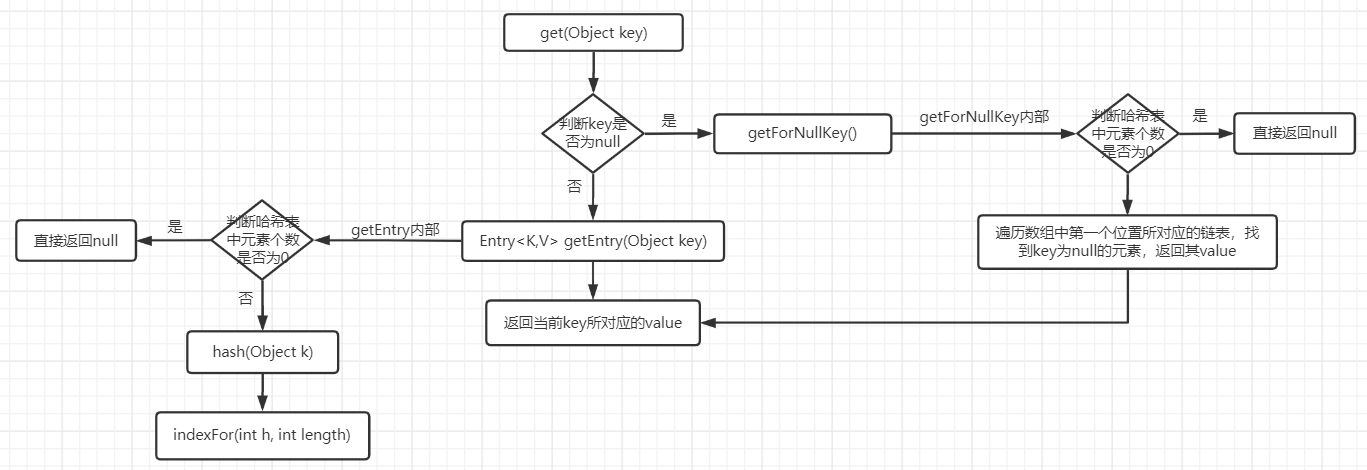 get(Object key)
判断key是
否为null
是
getForNullKey()
getForNullKey内部
判断哈希表
中元素个数
是否为0
是
直接返回null
否
遍历数组中第一个位置所对应的链表，找
到key为null的元素，返回其value
Entry<K,V> getEntry(Object key)
getEntry内部
判断哈希表
中元素个数
是否为0
是
直接返回null
否
返回当前key所对应的value
hash(Object k)
indexFor(int h, int length)